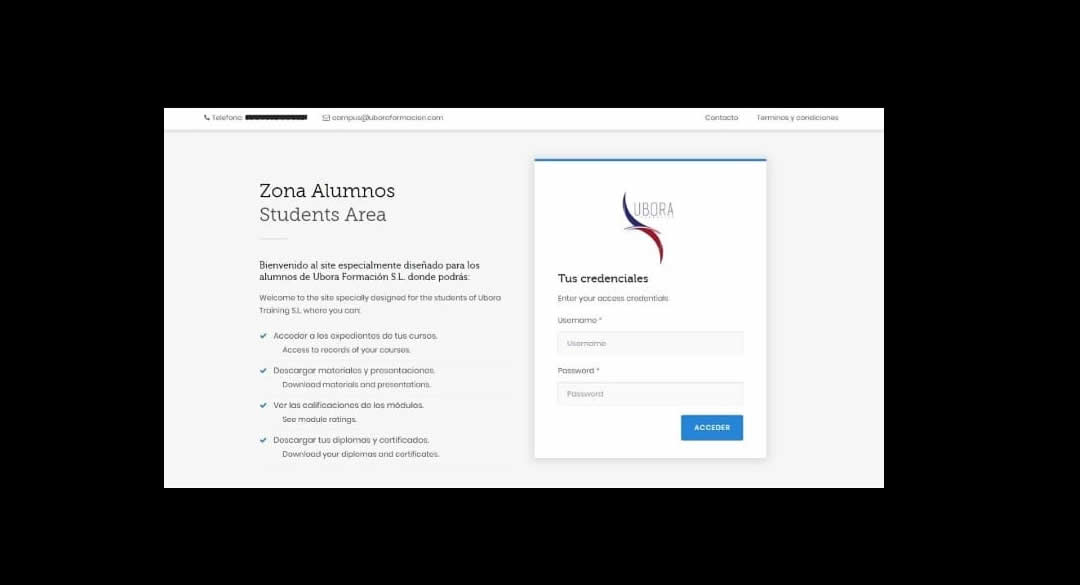 Telefono:
campus@uboraformacion.com
Contacto
Terminos y condiciones
Zona Alumnos
Students Area
Bienvenido al site especialmente diseñado para los
alumnos de Ubora Formación S.L. donde podrás:
Welcome to the site specially designed for the students of Ubora
Training S.L where you can:
Acceder a los expedientes de tus cursos.
Access to records of your courses.
Descargar materiales y presentaciones.
Download materials and presentations.
Ver las calificaciones de los módulos.
See module ratings.
Descargar tus diplomas y certificados.
Download your diplomas and certificates.
UBORA
Tus credenciales
Enter your access credentials
Username *
Username
Password *
Password
ACCEDER